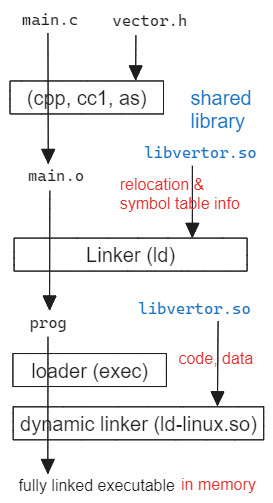 main.c vector.h
(cpp, cc1, as)
shared
library
libvertor.so
main.o
relocation &
symbol table info
Linker (ld)
libvertor.so
prog
code, data
loader (exec)
dynamic linker (ld-linux.so)
fully linked executable in memory